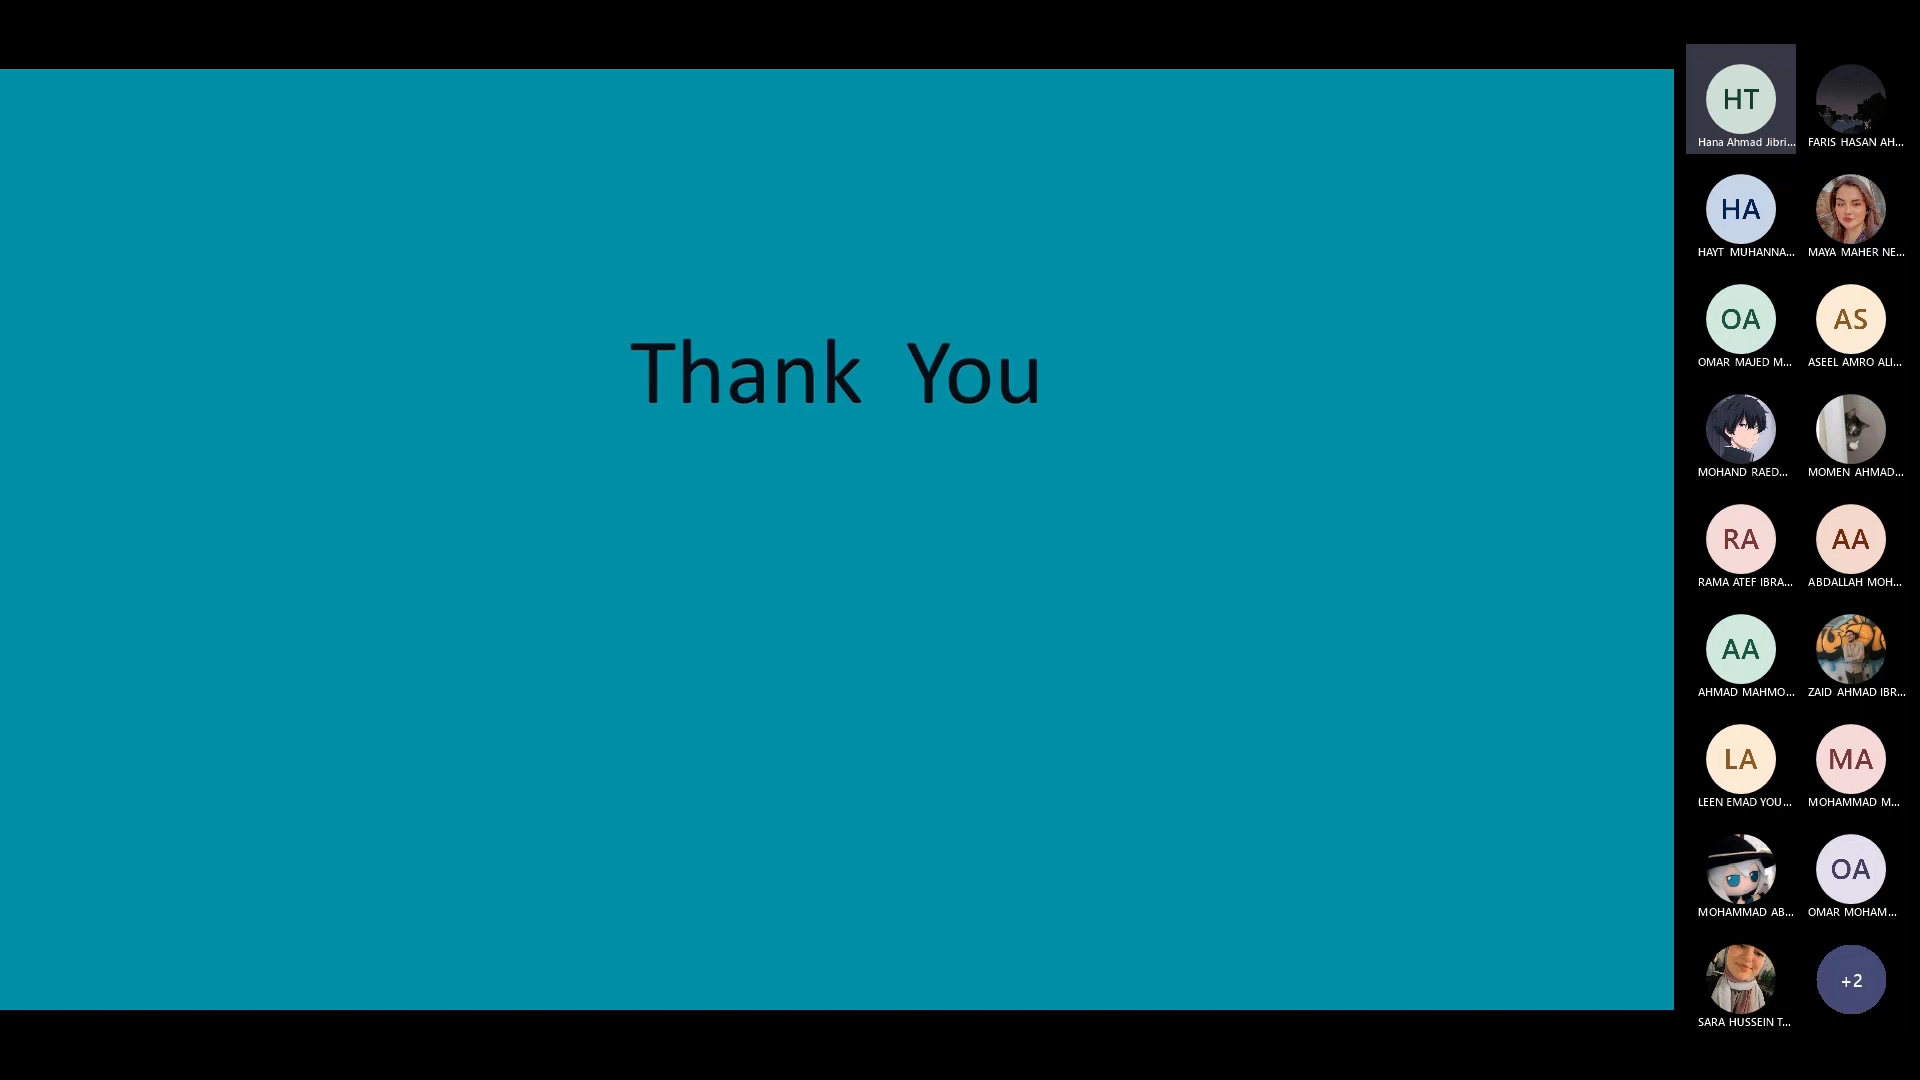 Thank You
HT
Hana Ahmad Jibri...
FARIS HASAN AH...
HA
HAYT MUHANNA...
MAYA MAHER NE...
OA
OMAR MAJED M...
AS
ASEEL AMRO ALI...
MOHAND RAED...
MOMEN AHMAD...
RA
RAMA ATEF IBRA...
AA
ABDALLAH MOH...
AA
AHMAD MAHMO...
ZAID AHMAD IBR...
LA
LEEN EMAD YOU...
MA
MOHAMMAD M...
MOHAMMAD AB...
OA
OMAR MOHAM...
SARA HUSSEIN T...
+2